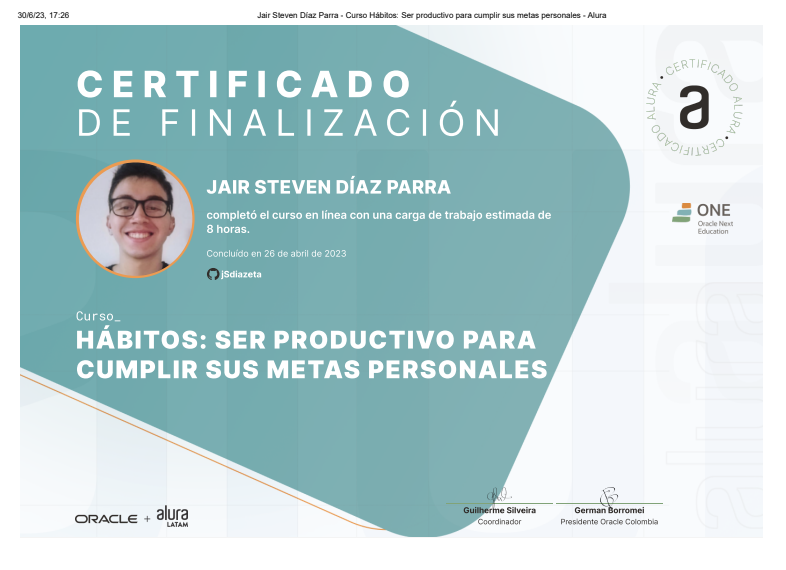 30/6/23, 17:26
Jair Steven Díaz Parra - Curso Hábitos: Ser productivo para cumplir sus metas personales - Alura
CERTIFICADO
DE FINALIZACIÓN
CERTIFICADO ALURA • CERTIFICADO ALURA •
a
JAIR STEVEN DÍAZ PARRA
completó el curso en línea con una carga de trabajo estimada de
8 horas.
Concluído en 26 de abril de 2023
jSdiazeta
ONE
Oracle Next
Education
Curso_
HÁBITOS: SER PRODUCTIVO PARA
CUMPLIR SUS METAS PERSONALES
ORACLE + alura
LATAM
Guilherme Silveira
Coordinador
German Borromei
Presidente Oracle Colombia
alura